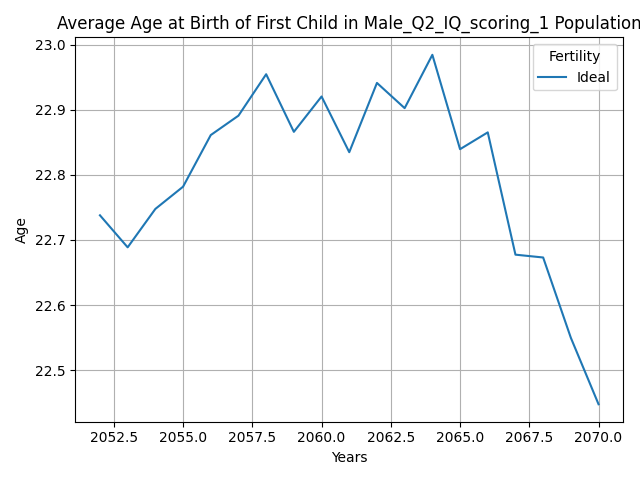 Average Age at Birth of First Child in Male_Q2_IQ_scoring_1 Population
Fertility
Ideal
23.0
22.9
22.8
22.7
22.6
22.5
Age
2052.5 2055.0 2057.5 2060.0 2062.5 2065.0 2067.5 2070.0
Years